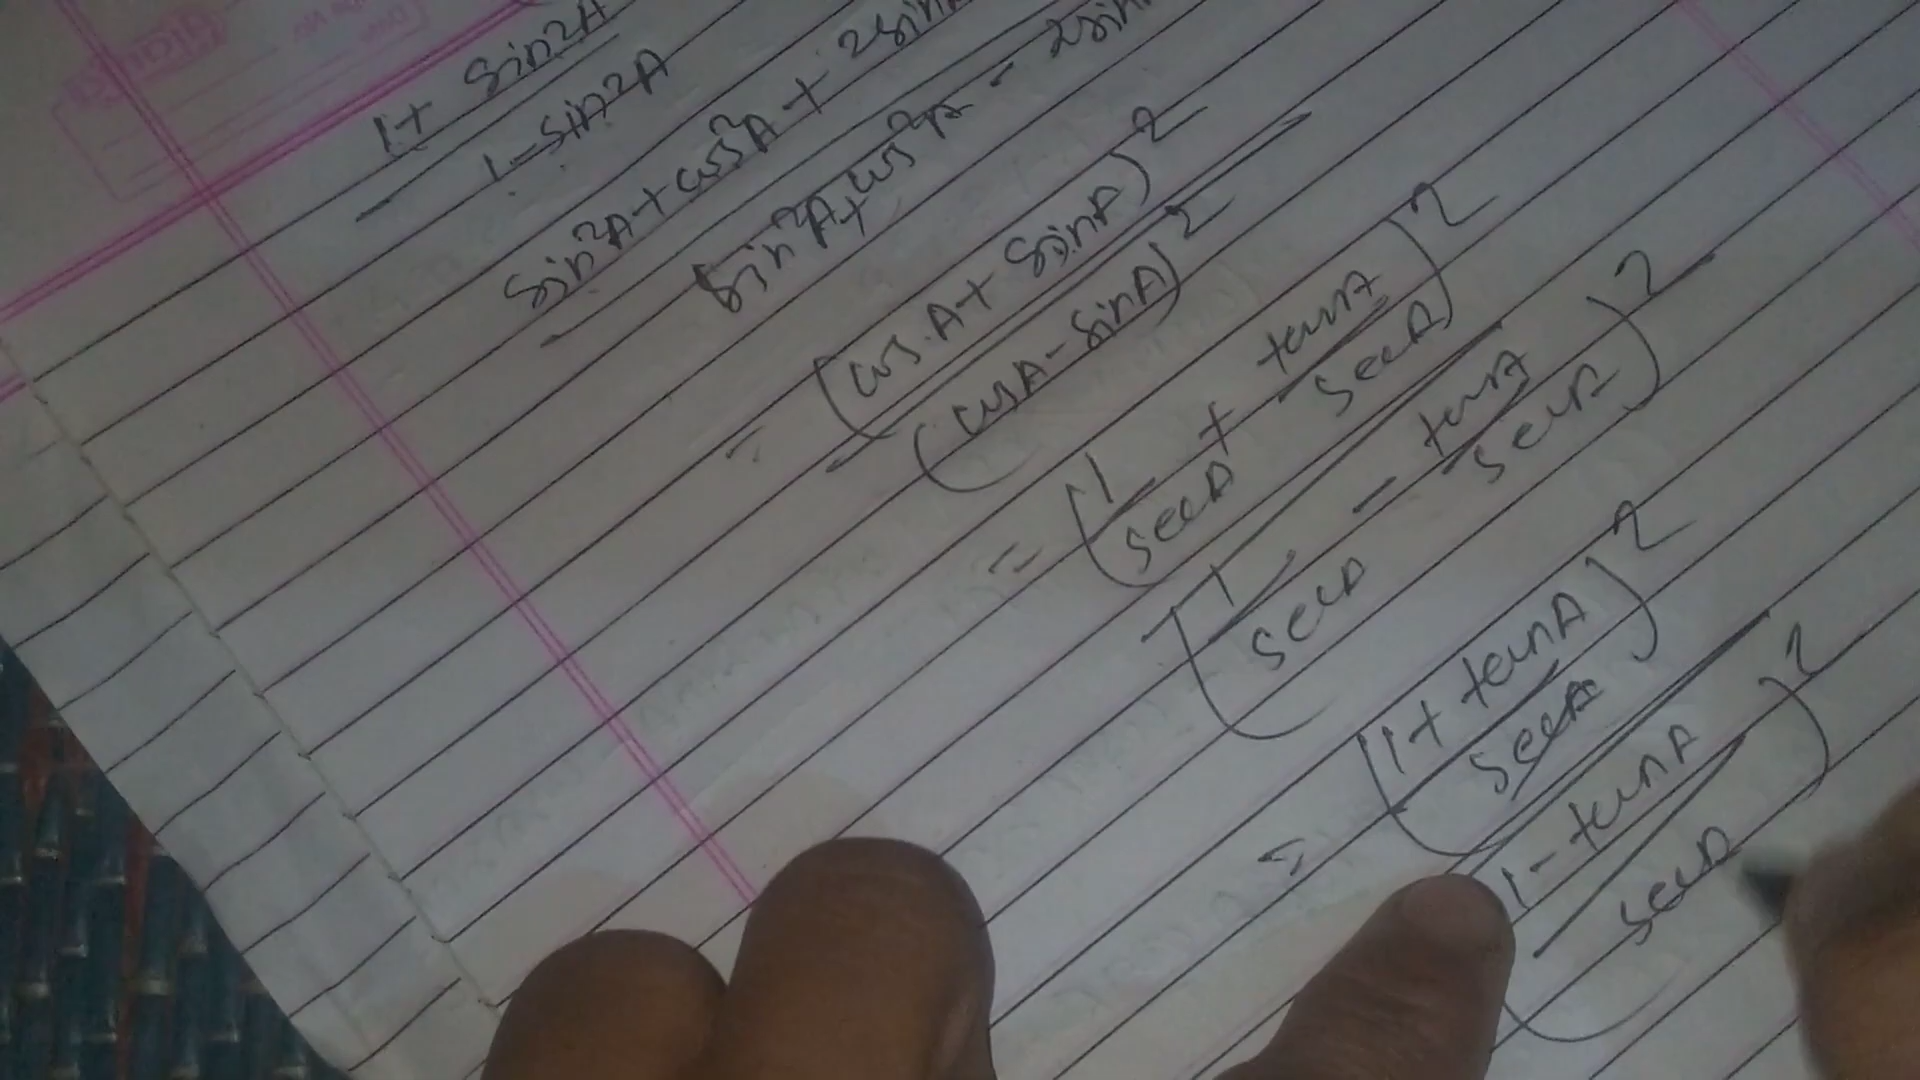 1+ sin2A
1-sin2A
sin²A+cos²A+ 2sin
sin²A+cos²A - 2sin
= (cos.A+ sinA)²
(cosA-sinA)²
= (1/secA + tanA/secA)²
(1/secA - tanA/secA)²
= (1+ tanA/secA)²
(1- tanA/secA)²